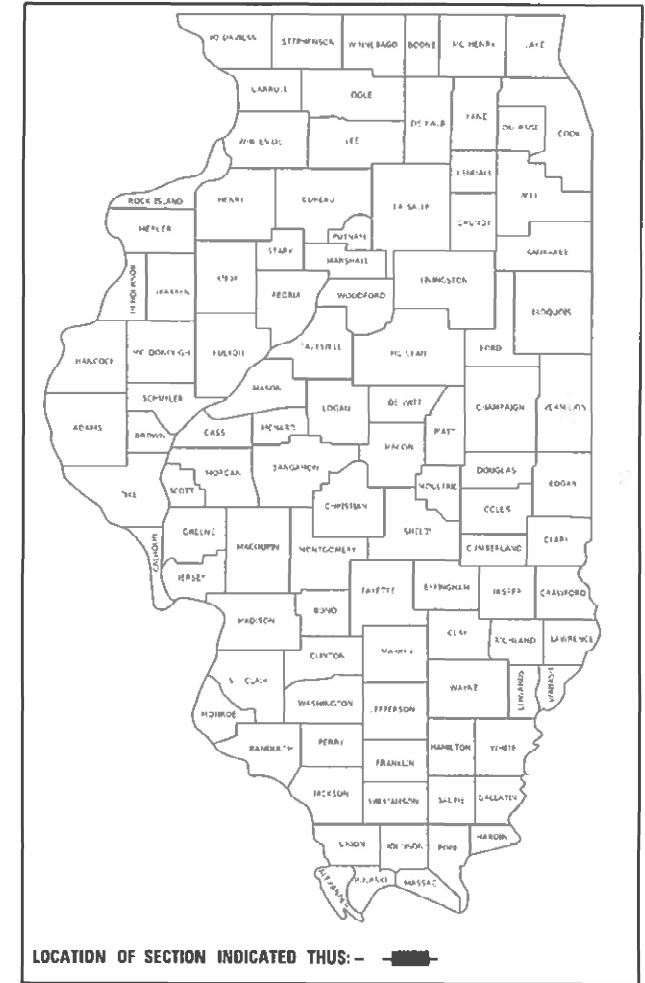 JO DAVIESS STEPHENSON WINNEBAGO BOONE MC HENRY LAKE
CARROLL OGLE
DE KALB KANE DU PAGE COOK
WHITESIDE LEE
KENDALL
ROCK ISLAND HENRY BUREAU LA SALLE GRUNDY WILL
MERCER PUTNAM
STARK MARSHALL KANKAKEE
HENDERSON WARREN KNOX PEORIA WOODFORD LIVINGSTON IROQUOIS
HANCOCK MC DONOUGH FULTON TAZEWELL MC LEAN FORD
MASON
SCHUYLER LOGAN DE WITT CHAMPAIGN VERMILION
ADAMS BROWN CASS MENARD PIATT
MACON
PIKE SCOTT MORGAN SANGAMON MOULTRIE DOUGLAS EDGAR
CHRISTIAN COLES
CALHOUN GREENE MACOUPIN MONTGOMERY SHELBY CUMBERLAND CLARK
JERSEY FAYETTE EFFINGHAM JASPER CRAWFORD
MADISON BOND
CLAY RICHLAND LAWRENCE
CLINTON MARION
ST. CLAIR WAYNE EDWARDS WABASH
MONROE WASHINGTON JEFFERSON
RANDOLPH PERRY HAMILTON WHITE
FRANKLIN
JACKSON WILLIAMSON SALINE GALLATIN
UNION JOHNSON POPE HARDIN
ALEXANDER PULASKI MASSAC
LOCATION OF SECTION INDICATED THUS:-